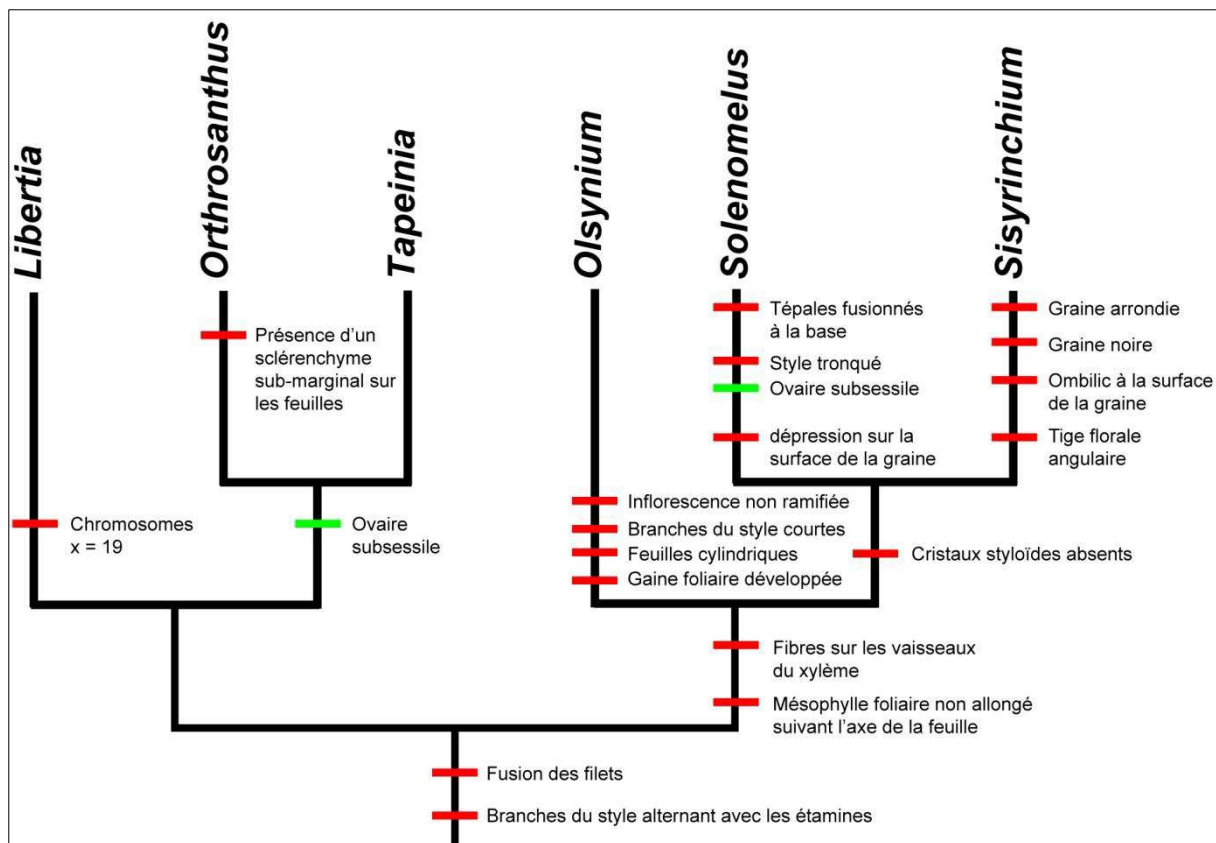 Libertia
Orthrosanthus
Tapeinia
Olsynium
Solenomelus
Sisyrinchium
Présence d'un
sclérenchyme
sub-marginal sur
les feuilles
Tépales fusionnés
à la base
Style tronqué
Ovaire subsessile
dépression sur la
surface de la graine
Graine arrondie
Graine noire
Ombilic à la surface
de la graine
Tige florale
angulaire
Chromosomes
x = 19
Ovaire
subsessile
Inflorescence non ramifiée
Branches du style courtes
Feuilles cylindriques
Gaine foliaire développée
Cristaux styloïdes absents
Fibres sur les vaisseaux
du xylème
Mésophylle foliaire non allongé
suivant l'axe de la feuille
Fusion des filets
Branches du style alternant avec les étamines